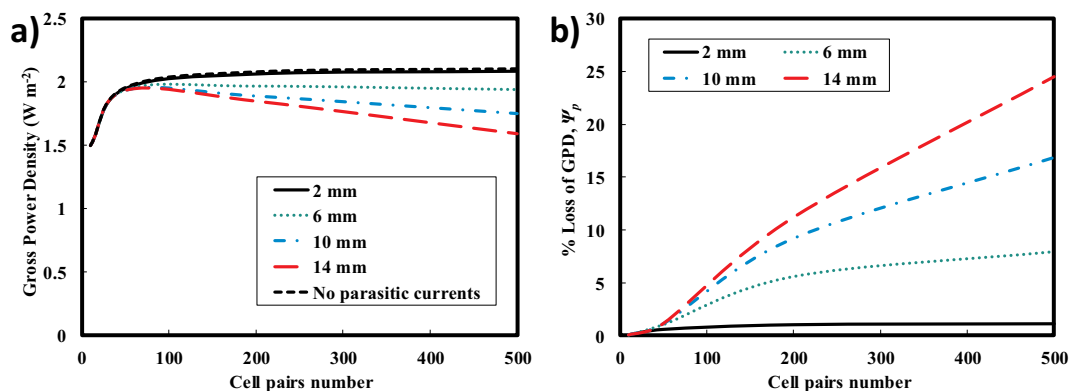 a)
Gross Power Density (W m-2)
2.5
2
1.5
1
0.5
0
2 mm
6 mm
10 mm
14 mm
No parasitic currents
0 100 200 300 400 500
Cell pairs number
b)
% Loss of GPD, Ψp
30
25
20
15
10
5
0
2 mm 6 mm
10 mm 14 mm
0 100 200 300 400 500
Cell pairs number